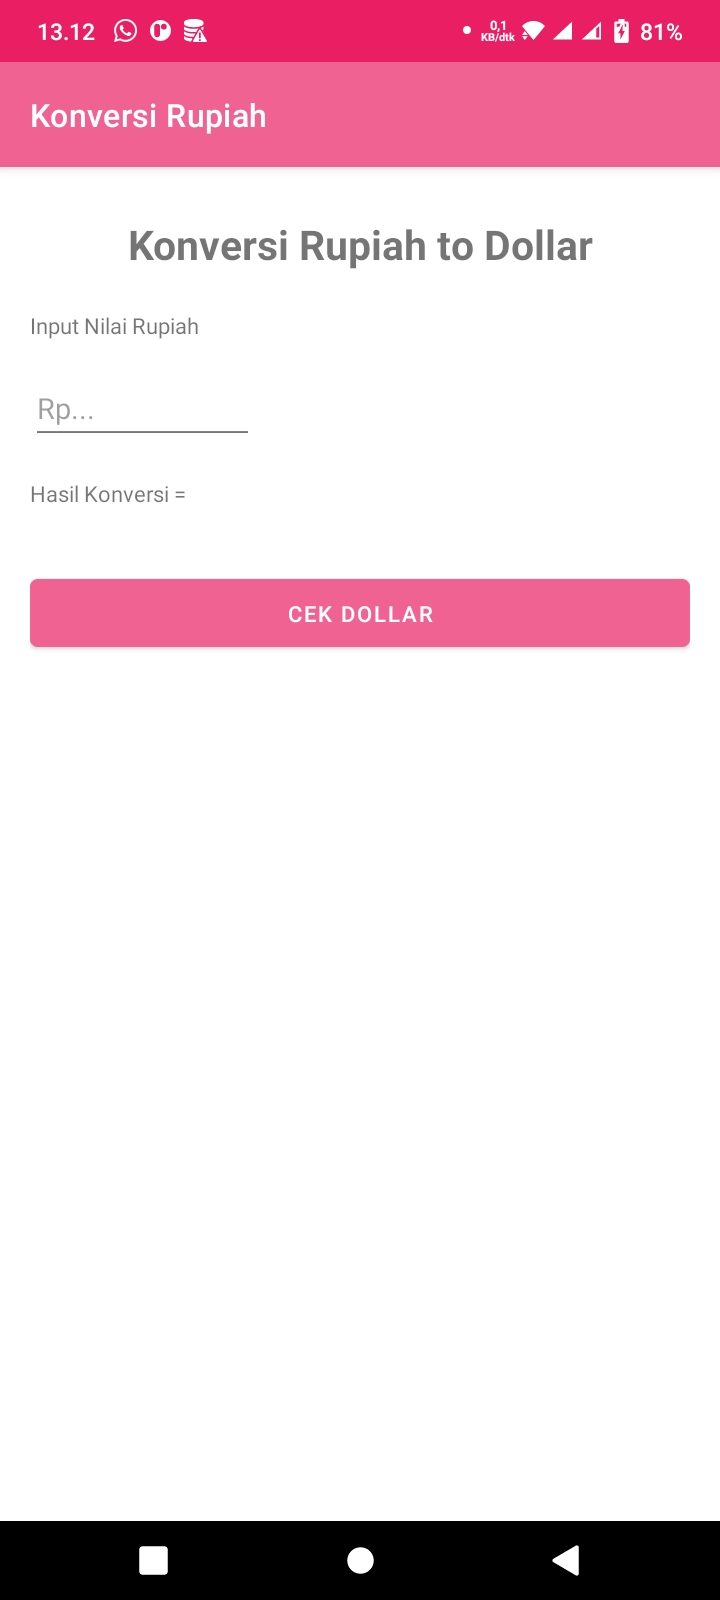 13.12
0,1
KB/dtk
81%
Konversi Rupiah
Konversi Rupiah to Dollar
Input Nilai Rupiah
Rp...
Hasil Konversi =
CEK DOLLAR